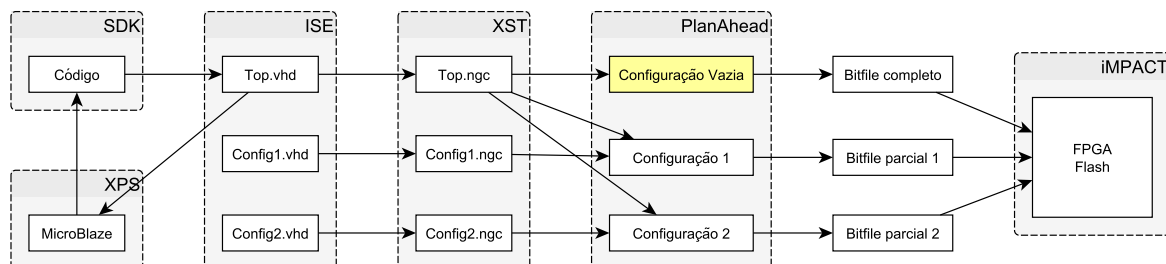 SDK
ISE
XST
PlanAhead
iMPACT
Código
Top.vhd
Top.ngc
Configuração Vazia
Bitfile completo
Config1.vhd
Config1.ngc
Configuração 1
Bitfile parcial 1
FPGA
Flash
XPS
MicroBlaze
Config2.vhd
Config2.ngc
Configuração 2
Bitfile parcial 2